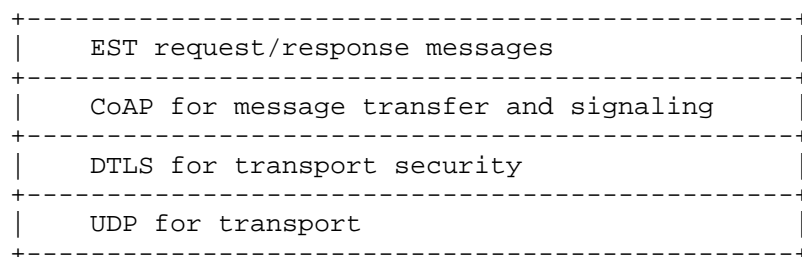 EST request/response messages
CoAP for message transfer and signaling
DTLS for transport security
UDP for transport